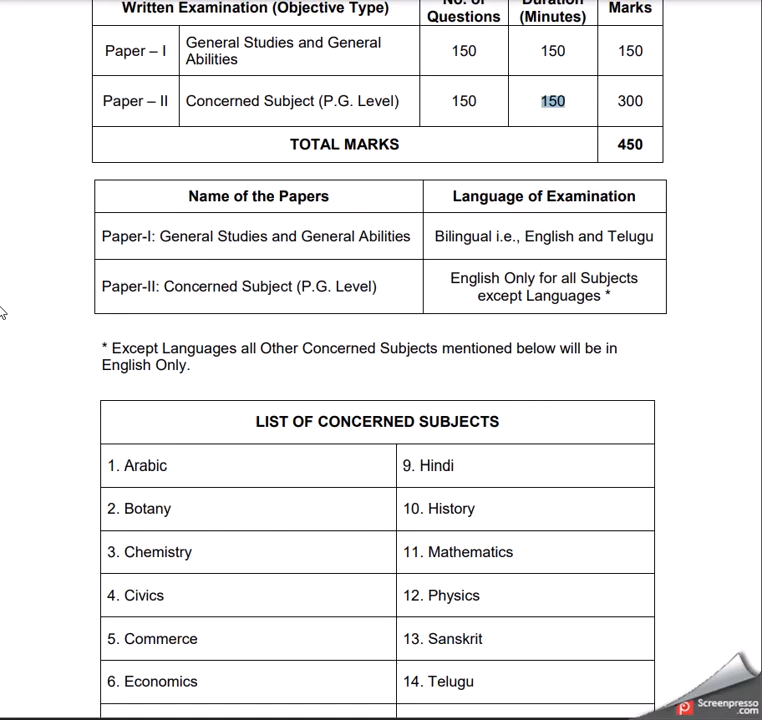 Written Examination (Objective Type) No. of Questions Duration (Minutes) Marks
Paper – I General Studies and General Abilities 150 150 150
Paper – II Concerned Subject (P.G. Level) 150 150 300
TOTAL MARKS 450
Name of the Papers Language of Examination
Paper-I: General Studies and General Abilities Bilingual i.e., English and Telugu
Paper-II: Concerned Subject (P.G. Level) English Only for all Subjects except Languages *
* Except Languages all Other Concerned Subjects mentioned below will be in
English Only.
LIST OF CONCERNED SUBJECTS
1. Arabic 9. Hindi
2. Botany 10. History
3. Chemistry 11. Mathematics
4. Civics 12. Physics
5. Commerce 13. Sanskrit
6. Economics 14. Telugu
Screenpresso
.com